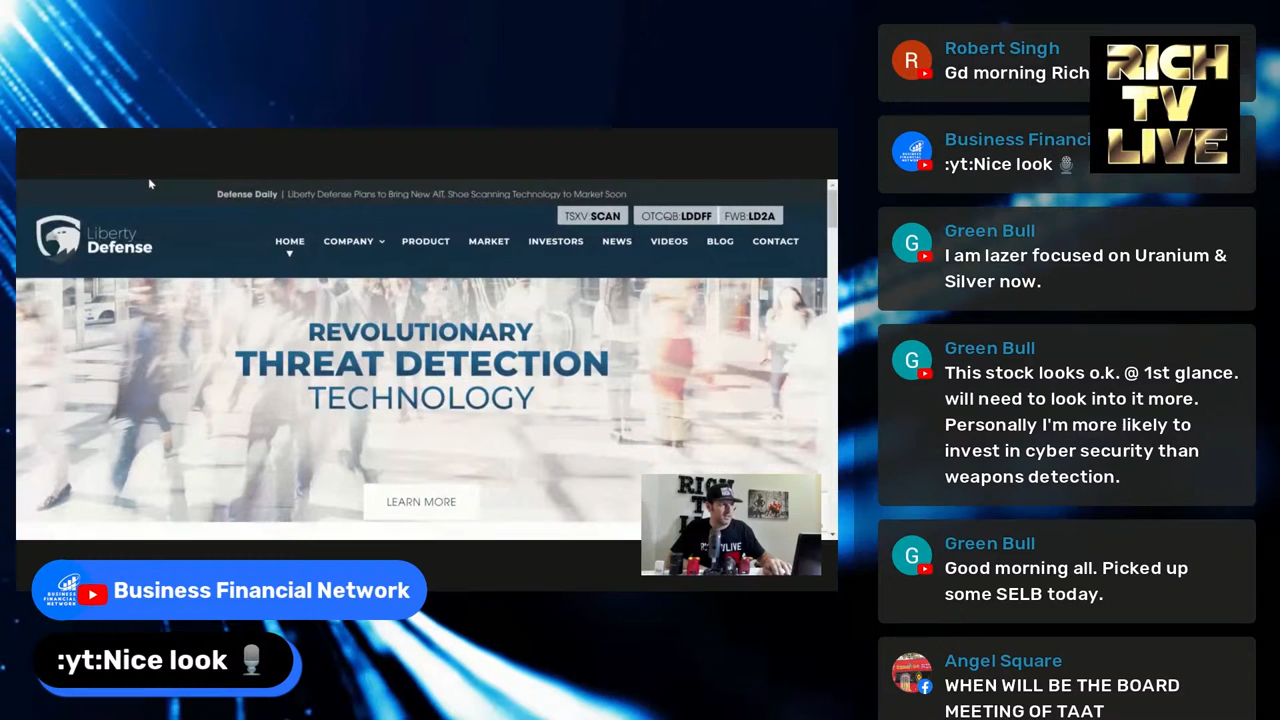 Defense Daily | Liberty Defense Plans to Bring New AIT, Shoe Scanning Technology to Market Soon
TSXV:SCAN
OTCQB:LDDFF
FWB:LD2A
Liberty
Defense
HOME
COMPANY
PRODUCT
MARKET
INVESTORS
NEWS
VIDEOS
BLOG
CONTACT
REVOLUTIONARY
THREAT DETECTION
TECHNOLOGY
LEARN MORE
RICH
RICHTVLIVE
BUSINESS
FINANCIAL
NETWORK
Business Financial Network
:yt:Nice look
R
Robert Singh
Gd morning Rich
RICH
TV
LIVE
Business Financi
:yt:Nice look
G
Green Bull
I am lazer focused on Uranium &
Silver now.
G
Green Bull
This stock looks o.k. @ 1st glance.
will need to look into it more.
Personally I'm more likely to
invest in cyber security than
weapons detection.
G
Green Bull
Good morning all. Picked up
some SELB today.
Angel Square
WHEN WILL BE THE BOARD
MEETING OF TAAT